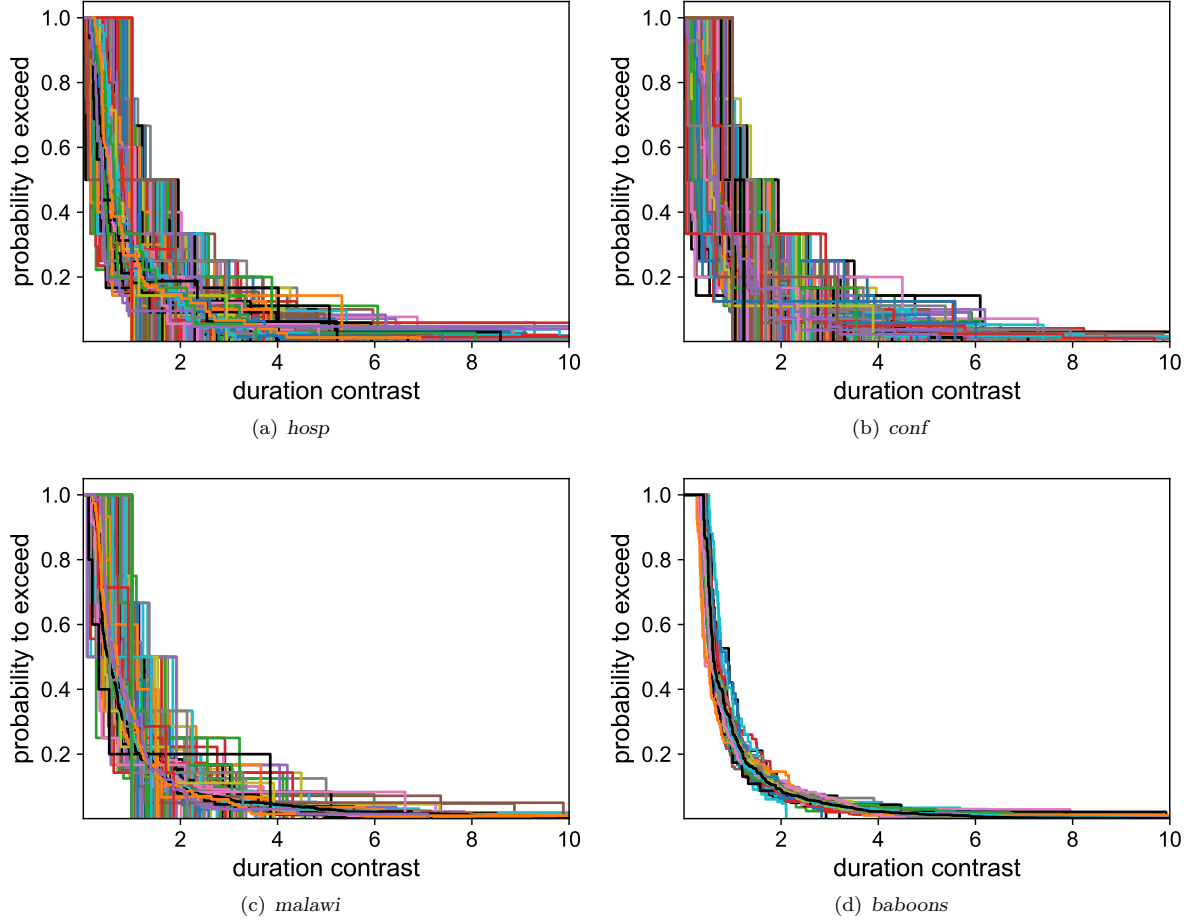 1.0
0.8
0.6
0.4
0.2
probability to exceed
2 4 6 8 10
duration contrast
(a) hosp
1.0
0.8
0.6
0.4
0.2
probability to exceed
2 4 6 8 10
duration contrast
(b) conf
1.0
0.8
0.6
0.4
0.2
probability to exceed
2 4 6 8 10
duration contrast
(c) malawi
1.0
0.8
0.6
0.4
0.2
probability to exceed
2 4 6 8 10
duration contrast
(d) baboons